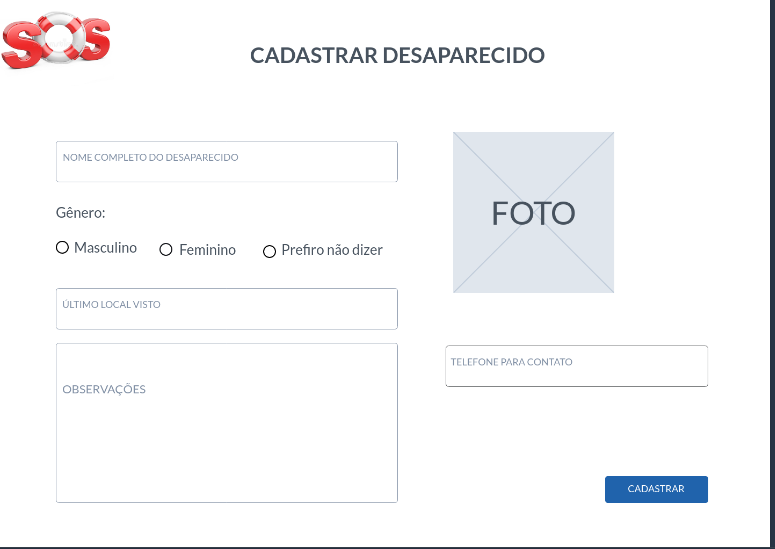 SOS
CADASTRAR DESAPARECIDO
NOME COMPLETO DO DESAPARECIDO
Gênero:
Masculino Feminino Prefiro não dizer
ÚLTIMO LOCAL VISTO
OBSERVAÇÕES
FOTO
TELEFONE PARA CONTATO
CADASTRAR